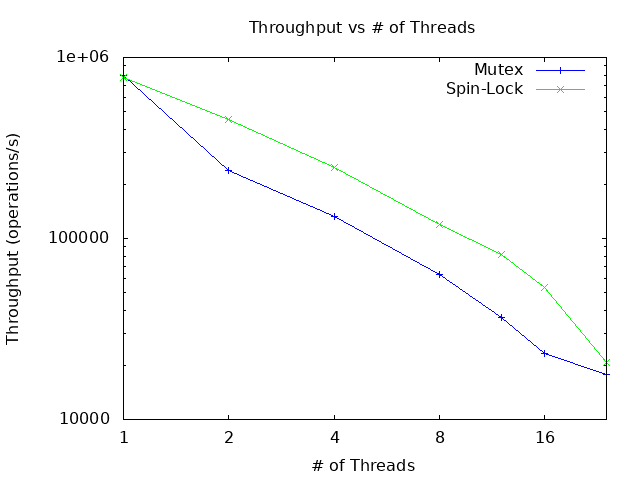 Throughput vs # of Threads
1e+06
100000
10000
Throughput (operations/s)
Mutex
Spin-Lock
1 2 4 8 16
# of Threads